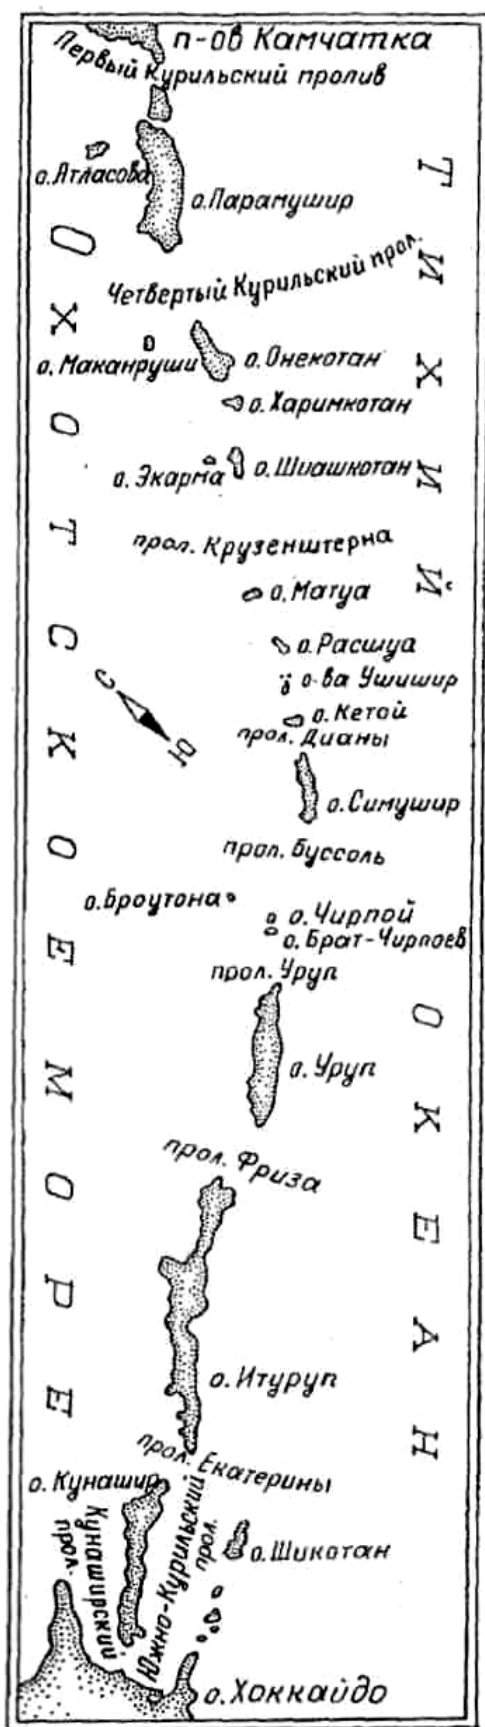 п-ов Камчатка
Первый Курильский пролив
о.Атласова
о.Парамушир
Четвертый Курильский прол.
о.Маканруши
о.Онекотан
о.Харимкотан
о.Экарма
о.Шиашкотан
прол. Крузенштерна
о.Матуа
о.Расшуа
о-ва Ушишир
о.Кетой
прол. Дианы
С
Ю
о.Симушир
прол. Буссоль
о.Броутона
о.Чирпой
о.Брат-Чирпоев
прол. Уруп
о.Уруп
прол. Фриза
о.Итуруп
прол. Екатерины
о.Кунашир
Кунаширский прол.
Южно-Курильский прол.
о.Шикотан
о.Хоккайдо
ОХОТСКОЕ МОРЕ
ТИХИЙ ОКЕАН